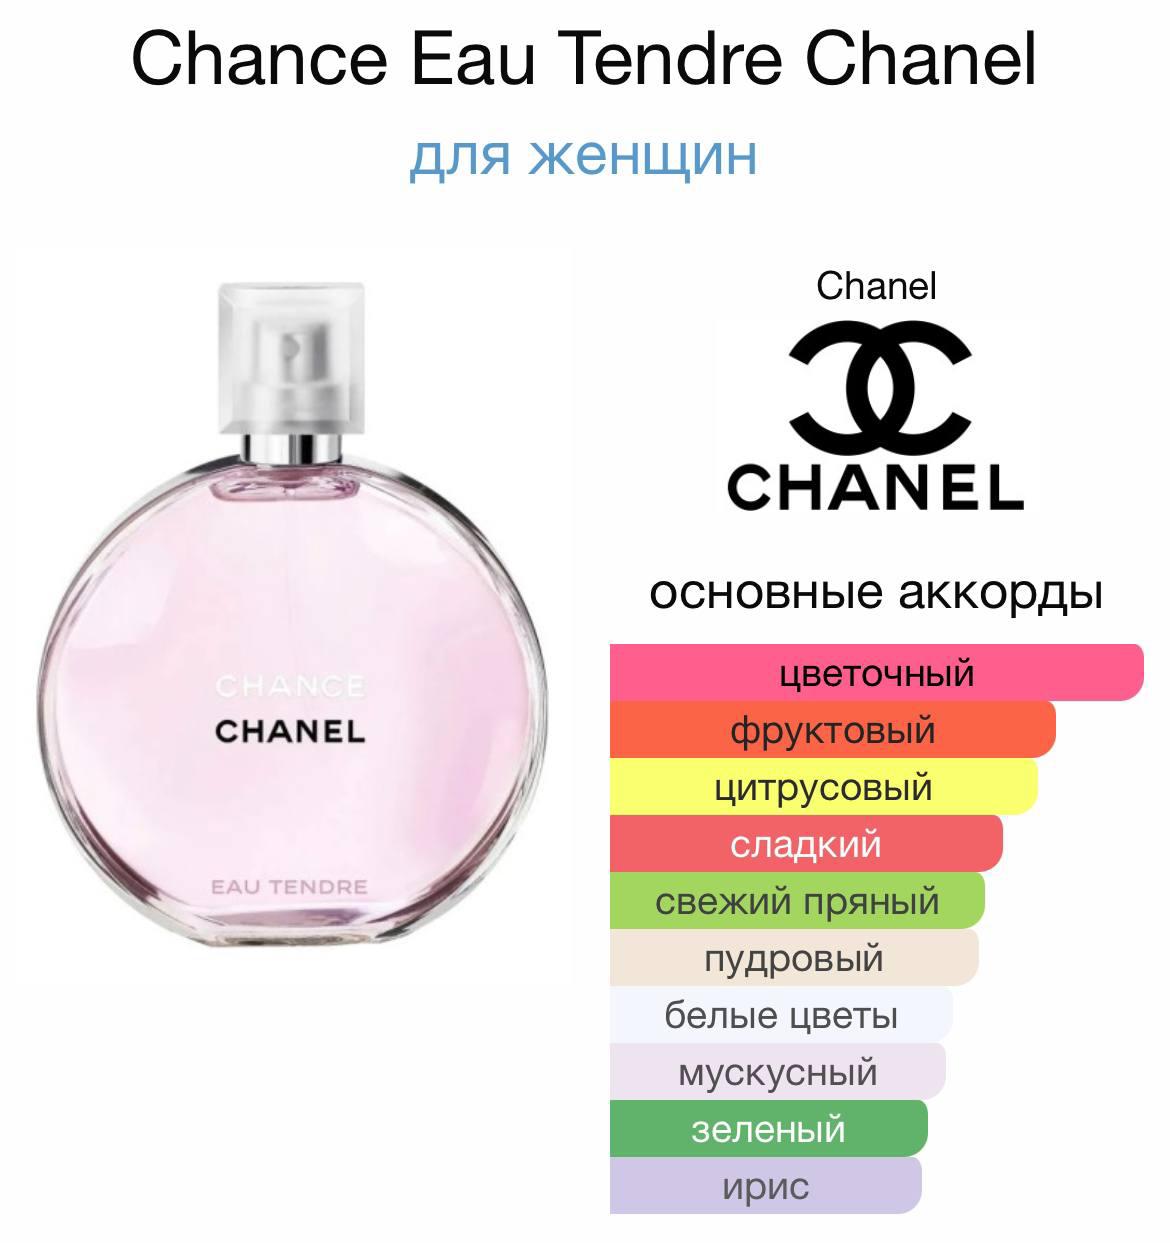 Chance Eau Tendre Chanel
для женщин
CHANCE
CHANEL
EAU TENDRE
Chanel
CHANEL
основные аккорды
цветочный
фруктовый
цитрусовый
сладкий
свежий пряный
пудровый
белые цветы
мускусный
зеленый
ирис